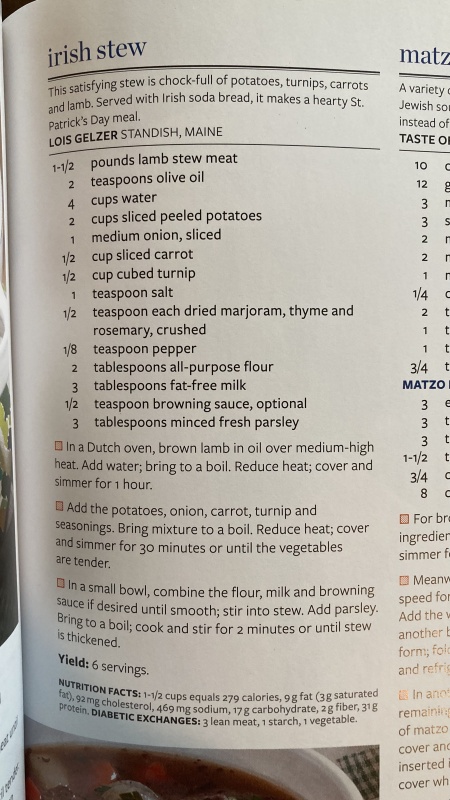 irish stew
This satisfying stew is chock-full of potatoes, turnips, carrots
and lamb. Served with Irish soda bread, it makes a hearty St.
Patrick's Day meal.
LOIS GELZER STANDISH, MAINE
1-1/2 pounds lamb stew meat
2 teaspoons olive oil
4 cups water
2 cups sliced peeled potatoes
1 medium onion, sliced
1/2 cup sliced carrot
1/2 cup cubed turnip
1 teaspoon salt
1/2 teaspoon each dried marjoram, thyme and
rosemary, crushed
1/8 teaspoon pepper
2 tablespoons all-purpose flour
3 tablespoons fat-free milk
1/2 teaspoon browning sauce, optional
3 tablespoons minced fresh parsley
In a Dutch oven, brown lamb in oil over medium-high
heat. Add water; bring to a boil. Reduce heat; cover and
simmer for 1 hour.
Add the potatoes, onion, carrot, turnip and
seasonings. Bring mixture to a boil. Reduce heat; cover
and simmer for 30 minutes or until the vegetables
are tender.
In a small bowl, combine the flour, milk and browning
sauce if desired until smooth; stir into stew. Add parsley.
Bring to a boil; cook and stir for 2 minutes or until stew
is thickened.
Yield: 6 servings.
NUTRITION FACTS: 1-1/2 cups equals 279 calories, 9 g fat (3 g saturated
fat), 92 mg cholesterol, 469 mg sodium, 17 g carbohydrate, 2 g fiber, 31 g
protein. DIABETIC EXCHANGES: 3 lean meat, 1 starch, 1 vegetable.
matz
A variety
Jewish so
instead of
TASTE O
10
12 g
3
3 s
2
2
1
1/4 c
2 t
1 t
1 t
3/4 t
MATZO
3 e
3 t
3 t
1-1/2 t
3/4 c
8 c
For br
ingredien
simmer f
Meanw
speed for
Add the
another b
form; fol
and refrig
In ano
remaining
of matzo
cover and
inserted i
cover wh